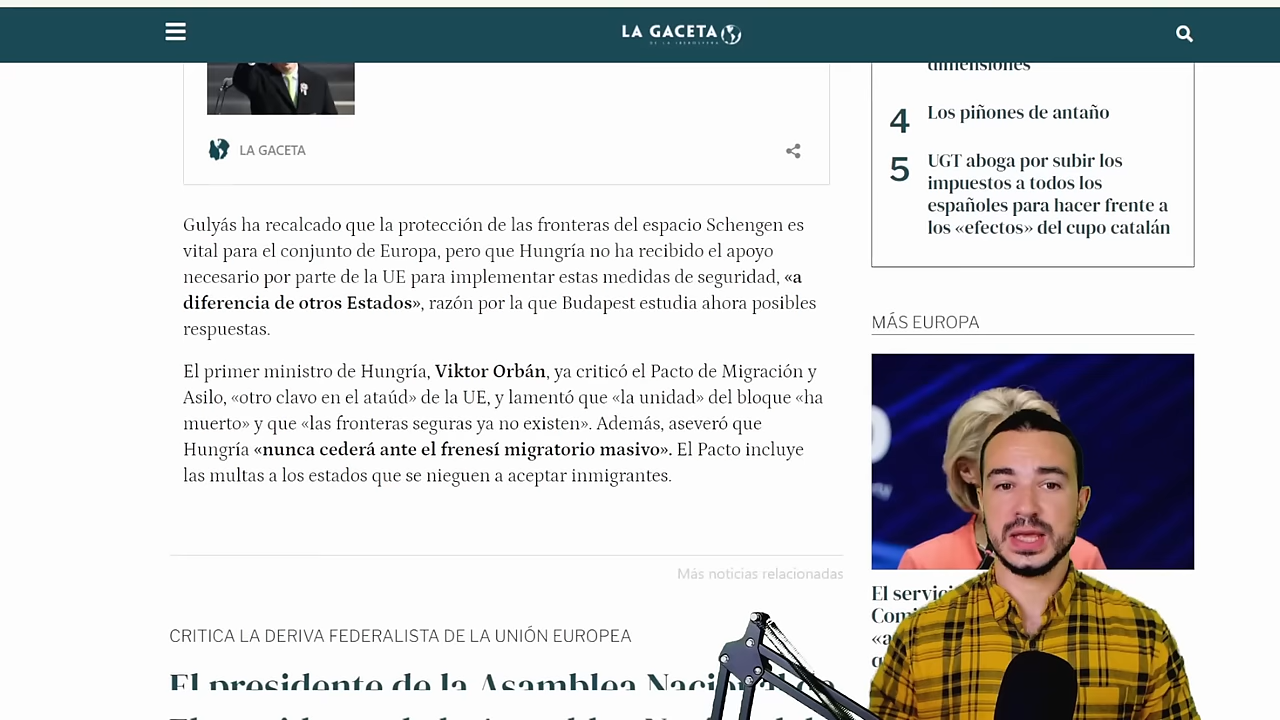 LA GACETA
DE LA IBEROSFERA
dimensiones
4 Los piñones de antaño
5 UGT aboga por subir los
impuestos a todos los
españoles para hacer frente a
los «efectos» del cupo catalán
LA GACETA
Gulyás ha recalcado que la protección de las fronteras del espacio Schengen es
vital para el conjunto de Europa, pero que Hungría no ha recibido el apoyo
necesario por parte de la UE para implementar estas medidas de seguridad, «a
diferencia de otros Estados», razón por la que Budapest estudia ahora posibles
respuestas.
El primer ministro de Hungría, Viktor Orbán, ya criticó el Pacto de Migración y
Asilo, «otro clavo en el ataúd» de la UE, y lamentó que «la unidad» del bloque «ha
muerto» y que «las fronteras seguras ya no existen». Además, aseveró que
Hungría «nunca cederá ante el frenesí migratorio masivo». El Pacto incluye
las multas a los estados que se nieguen a aceptar inmigrantes.
Más noticias relacionadas
CRITICA LA DERIVA FEDERALISTA DE LA UNIÓN EUROPEA
El presidente de la Asamblea Nacional de
MÁS EUROPA
El